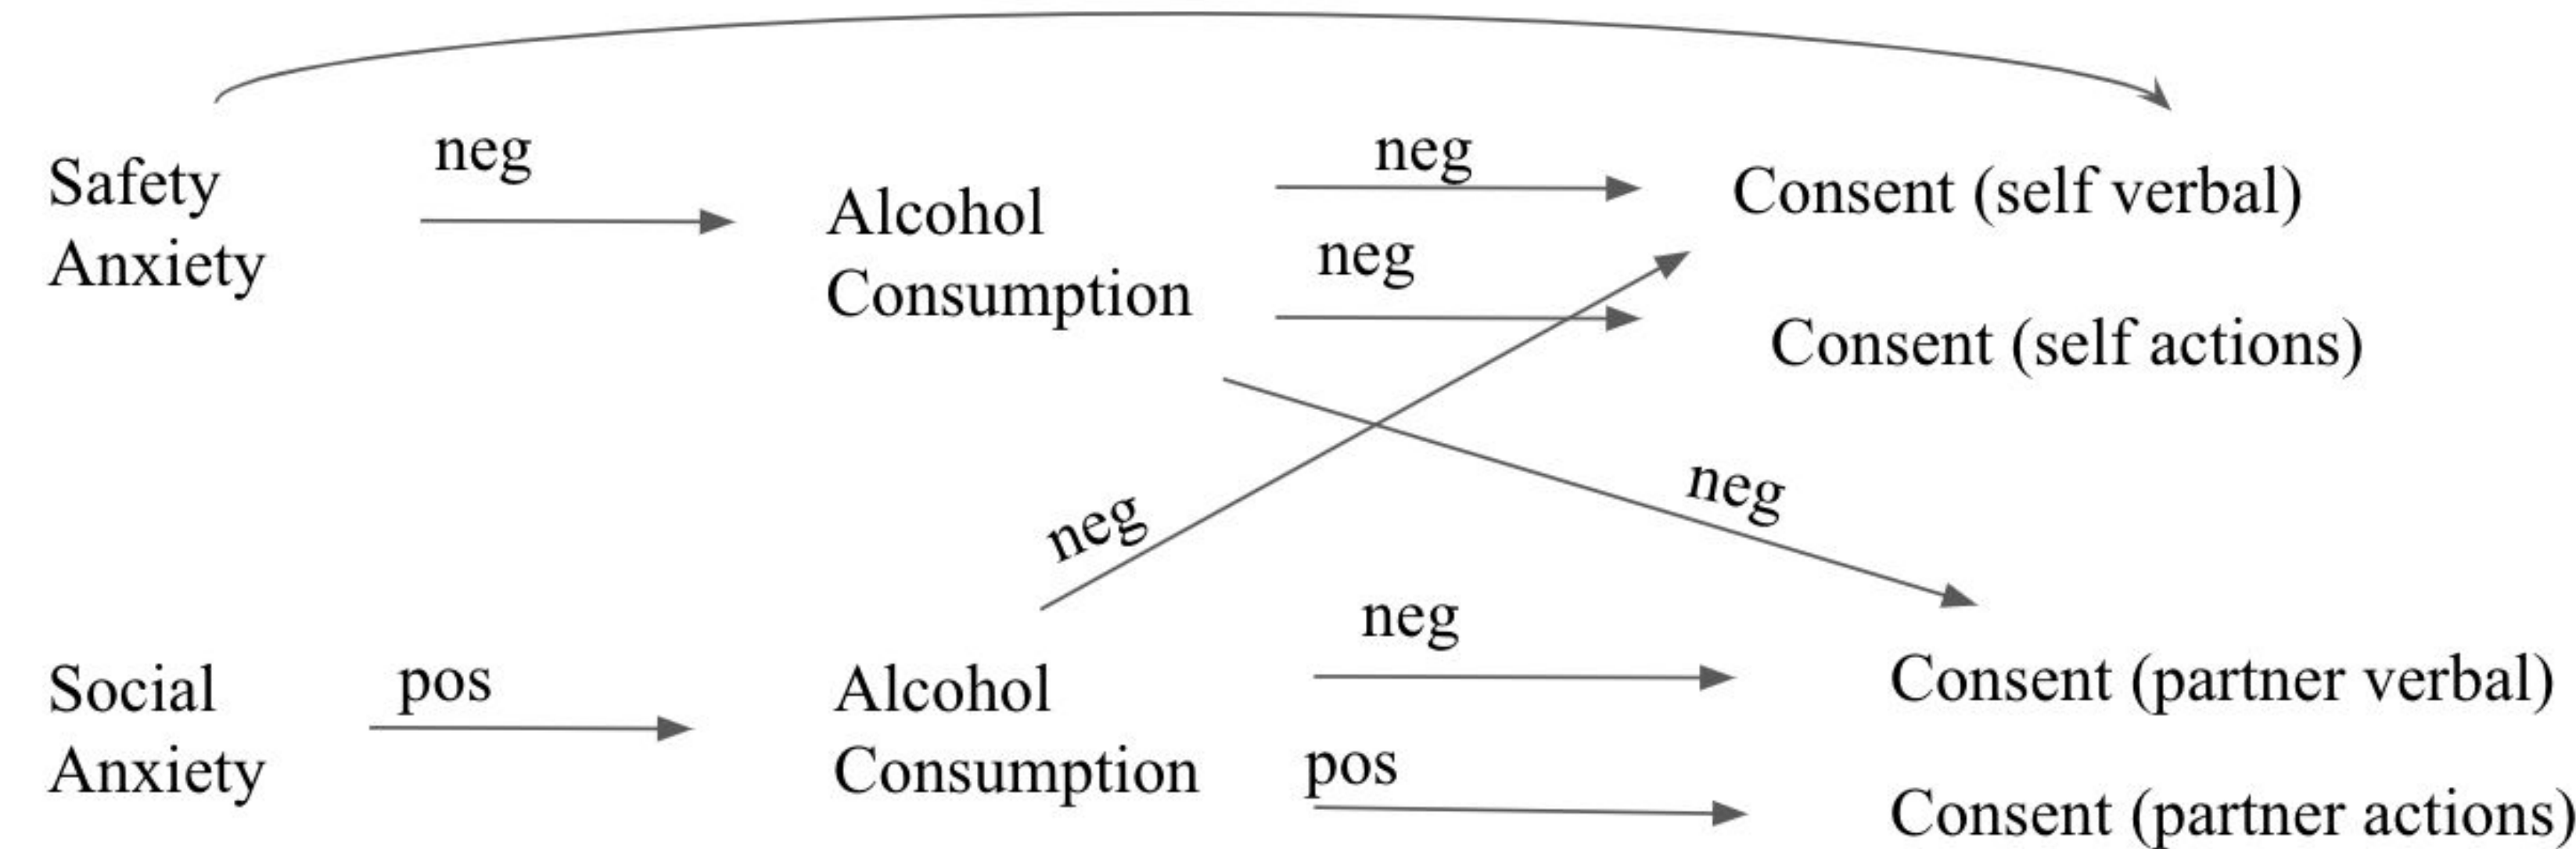 Safety
Anxiety
neg
Alcohol
Consumption
neg
neg
Consent (self verbal)
Consent (self actions)
neg
neg
Social
Anxiety
pos
Alcohol
Consumption
neg
pos
Consent (partner verbal)
Consent (partner actions)